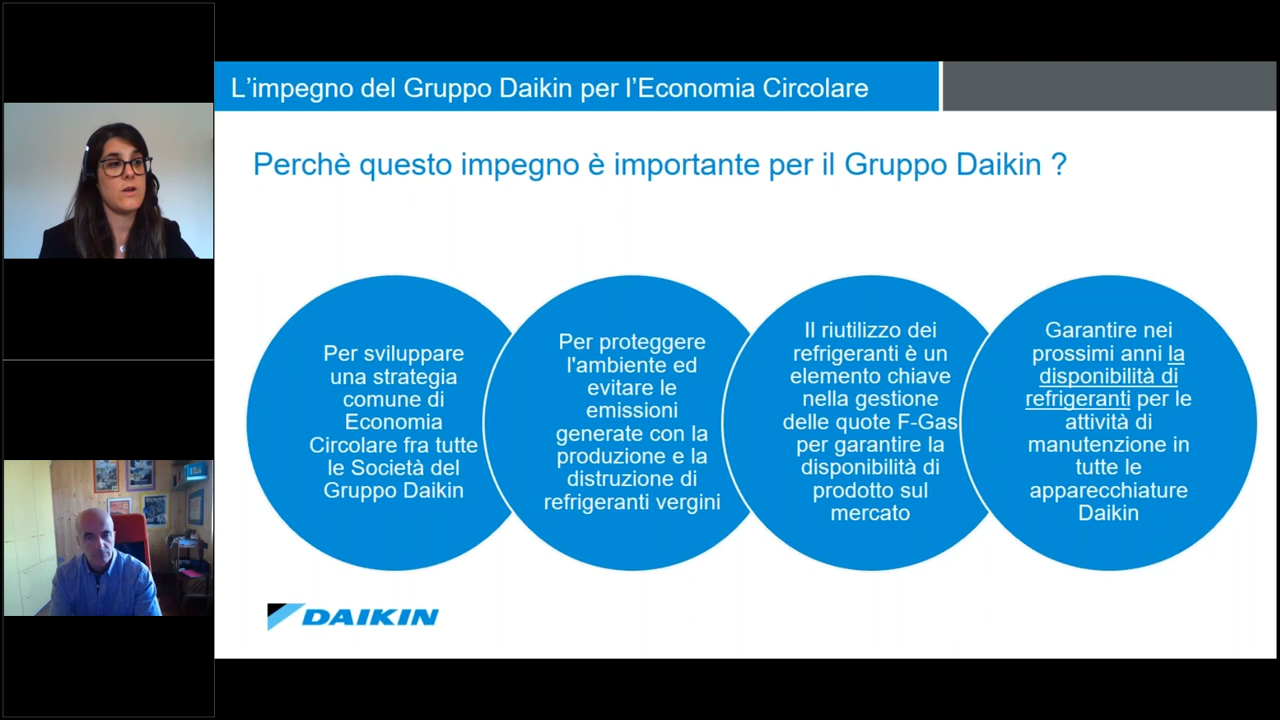 L’impegno del Gruppo Daikin per l’Economia Circolare
Perchè questo impegno è importante per il Gruppo Daikin ?
Per sviluppare
una strategia
comune di
Economia
Circolare fra tutte
le Società del
Gruppo Daikin
Per proteggere
l'ambiente ed
evitare le
emissioni
generate con la
produzione e la
distruzione di
refrigeranti vergini
Il riutilizzo dei
refrigeranti è un
elemento chiave
nella gestione
delle quote F-Gas
per garantire la
disponibilità di
prodotto sul
mercato
Garantire nei
prossimi anni la
disponibilità di
refrigeranti per le
attività di
manutenzione in
tutte le
apparecchiature
Daikin
DAIKIN